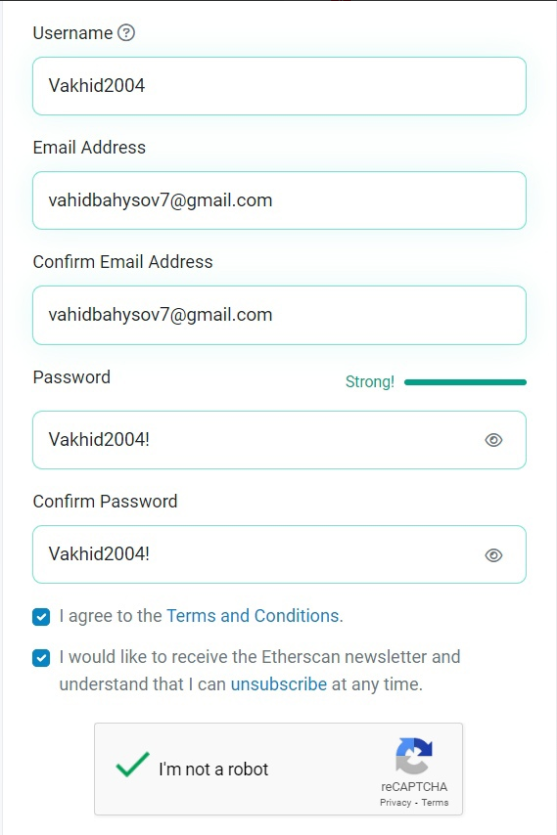 Username
Vakhid2004
Email Address
vahidbahysov7@gmail.com
Confirm Email Address
vahidbahysov7@gmail.com
Password Strong!
Vakhid2004!
Confirm Password
Vakhid2004!
I agree to the Terms and Conditions.
I would like to receive the Etherscan newsletter and
understand that I can unsubscribe at any time.
I'm not a robot
reCAPTCHA
Privacy - Terms